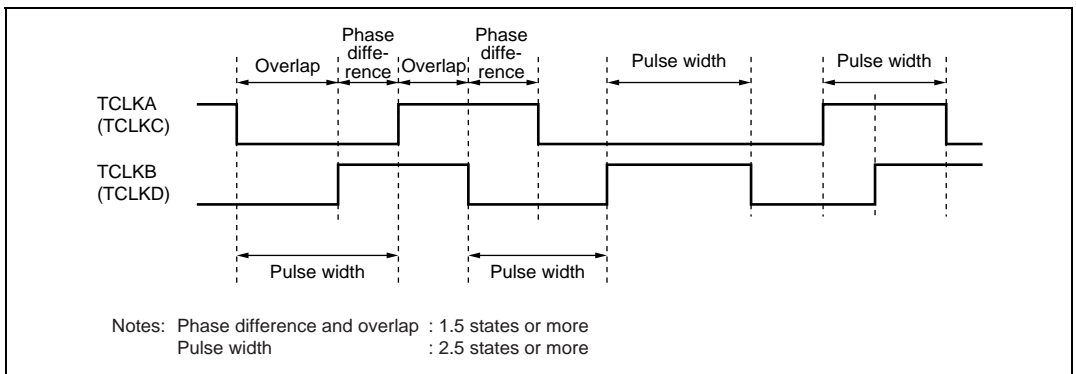 Phase
diffe-
rence
Phase
diffe-
rence
Overlap
Overlap
Pulse width
Pulse width
TCLKA
(TCLKC)
TCLKB
(TCLKD)
Pulse width
Pulse width
Notes: Phase difference and overlap : 1.5 states or more
Pulse width : 2.5 states or more